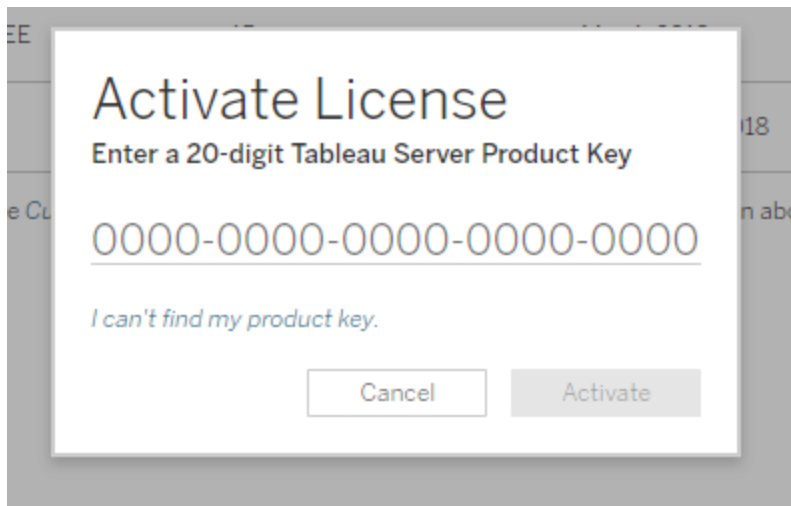 Activate License
Enter a 20-digit Tableau Server Product Key
0000-0000-0000-0000-0000
I can't find my product key.
Cancel
Activate